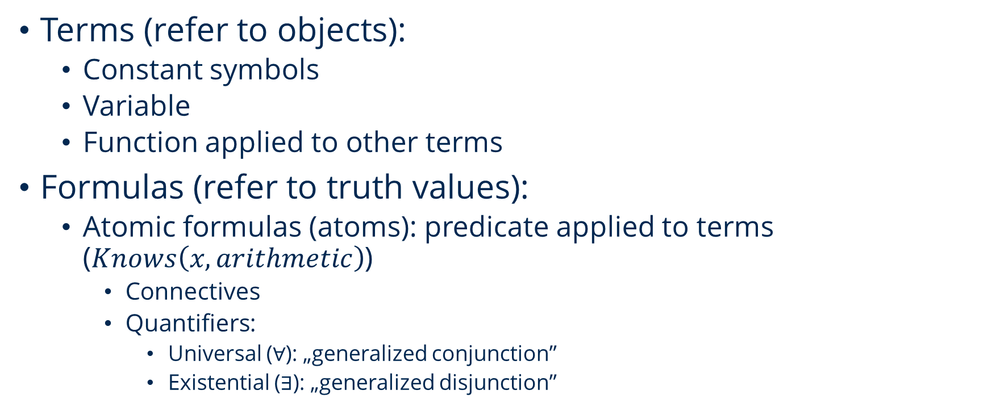 • Terms (refer to objects):
• Constant symbols
• Variable
• Function applied to other terms
• Formulas (refer to truth values):
• Atomic formulas (atoms): predicate applied to terms
(𝐾𝑛𝑜𝑤𝑠(𝑥, 𝑎𝑟𝑖𝑡ℎ𝑚𝑒𝑡𝑖𝑐))
• Connectives
• Quantifiers:
• Universal (∀): „generalized conjunction”
• Existential (∃): „generalized disjunction”